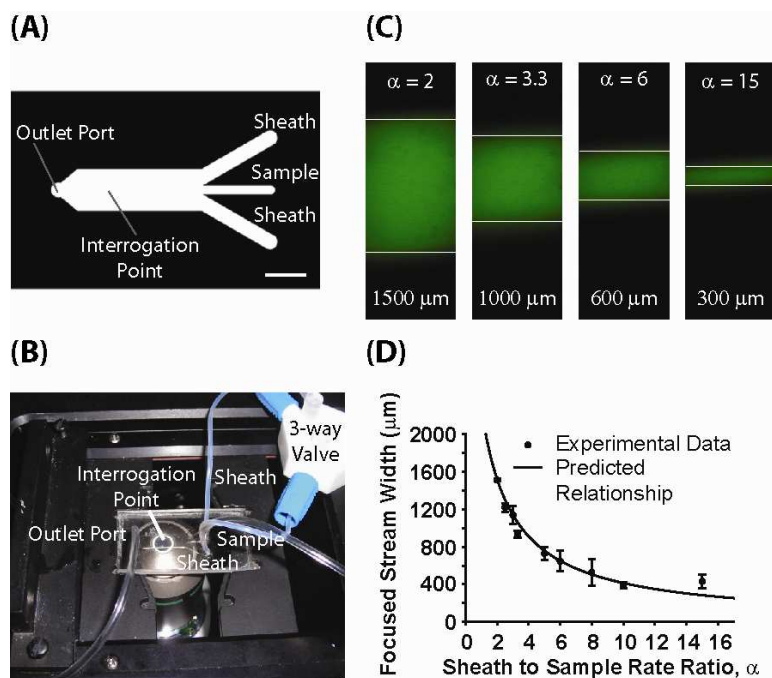 (A)
Outlet Port
Sheath
Sample
Sheath
Interrogation
Point
(B)
3-way
Valve
Sheath
Interrogation
Point
Outlet Port
Sample
Sheath
(C)
α = 2
α = 3.3
α = 6
α = 15
1500 μm
1000 μm
600 μm
300 μm
(D)
Focused Stream Width (μm)
2000
1600
1200
800
400
0
Experimental Data
Predicted
Relationship
0 2 4 6 8 10 12 14 16
Sheath to Sample Rate Ratio, α